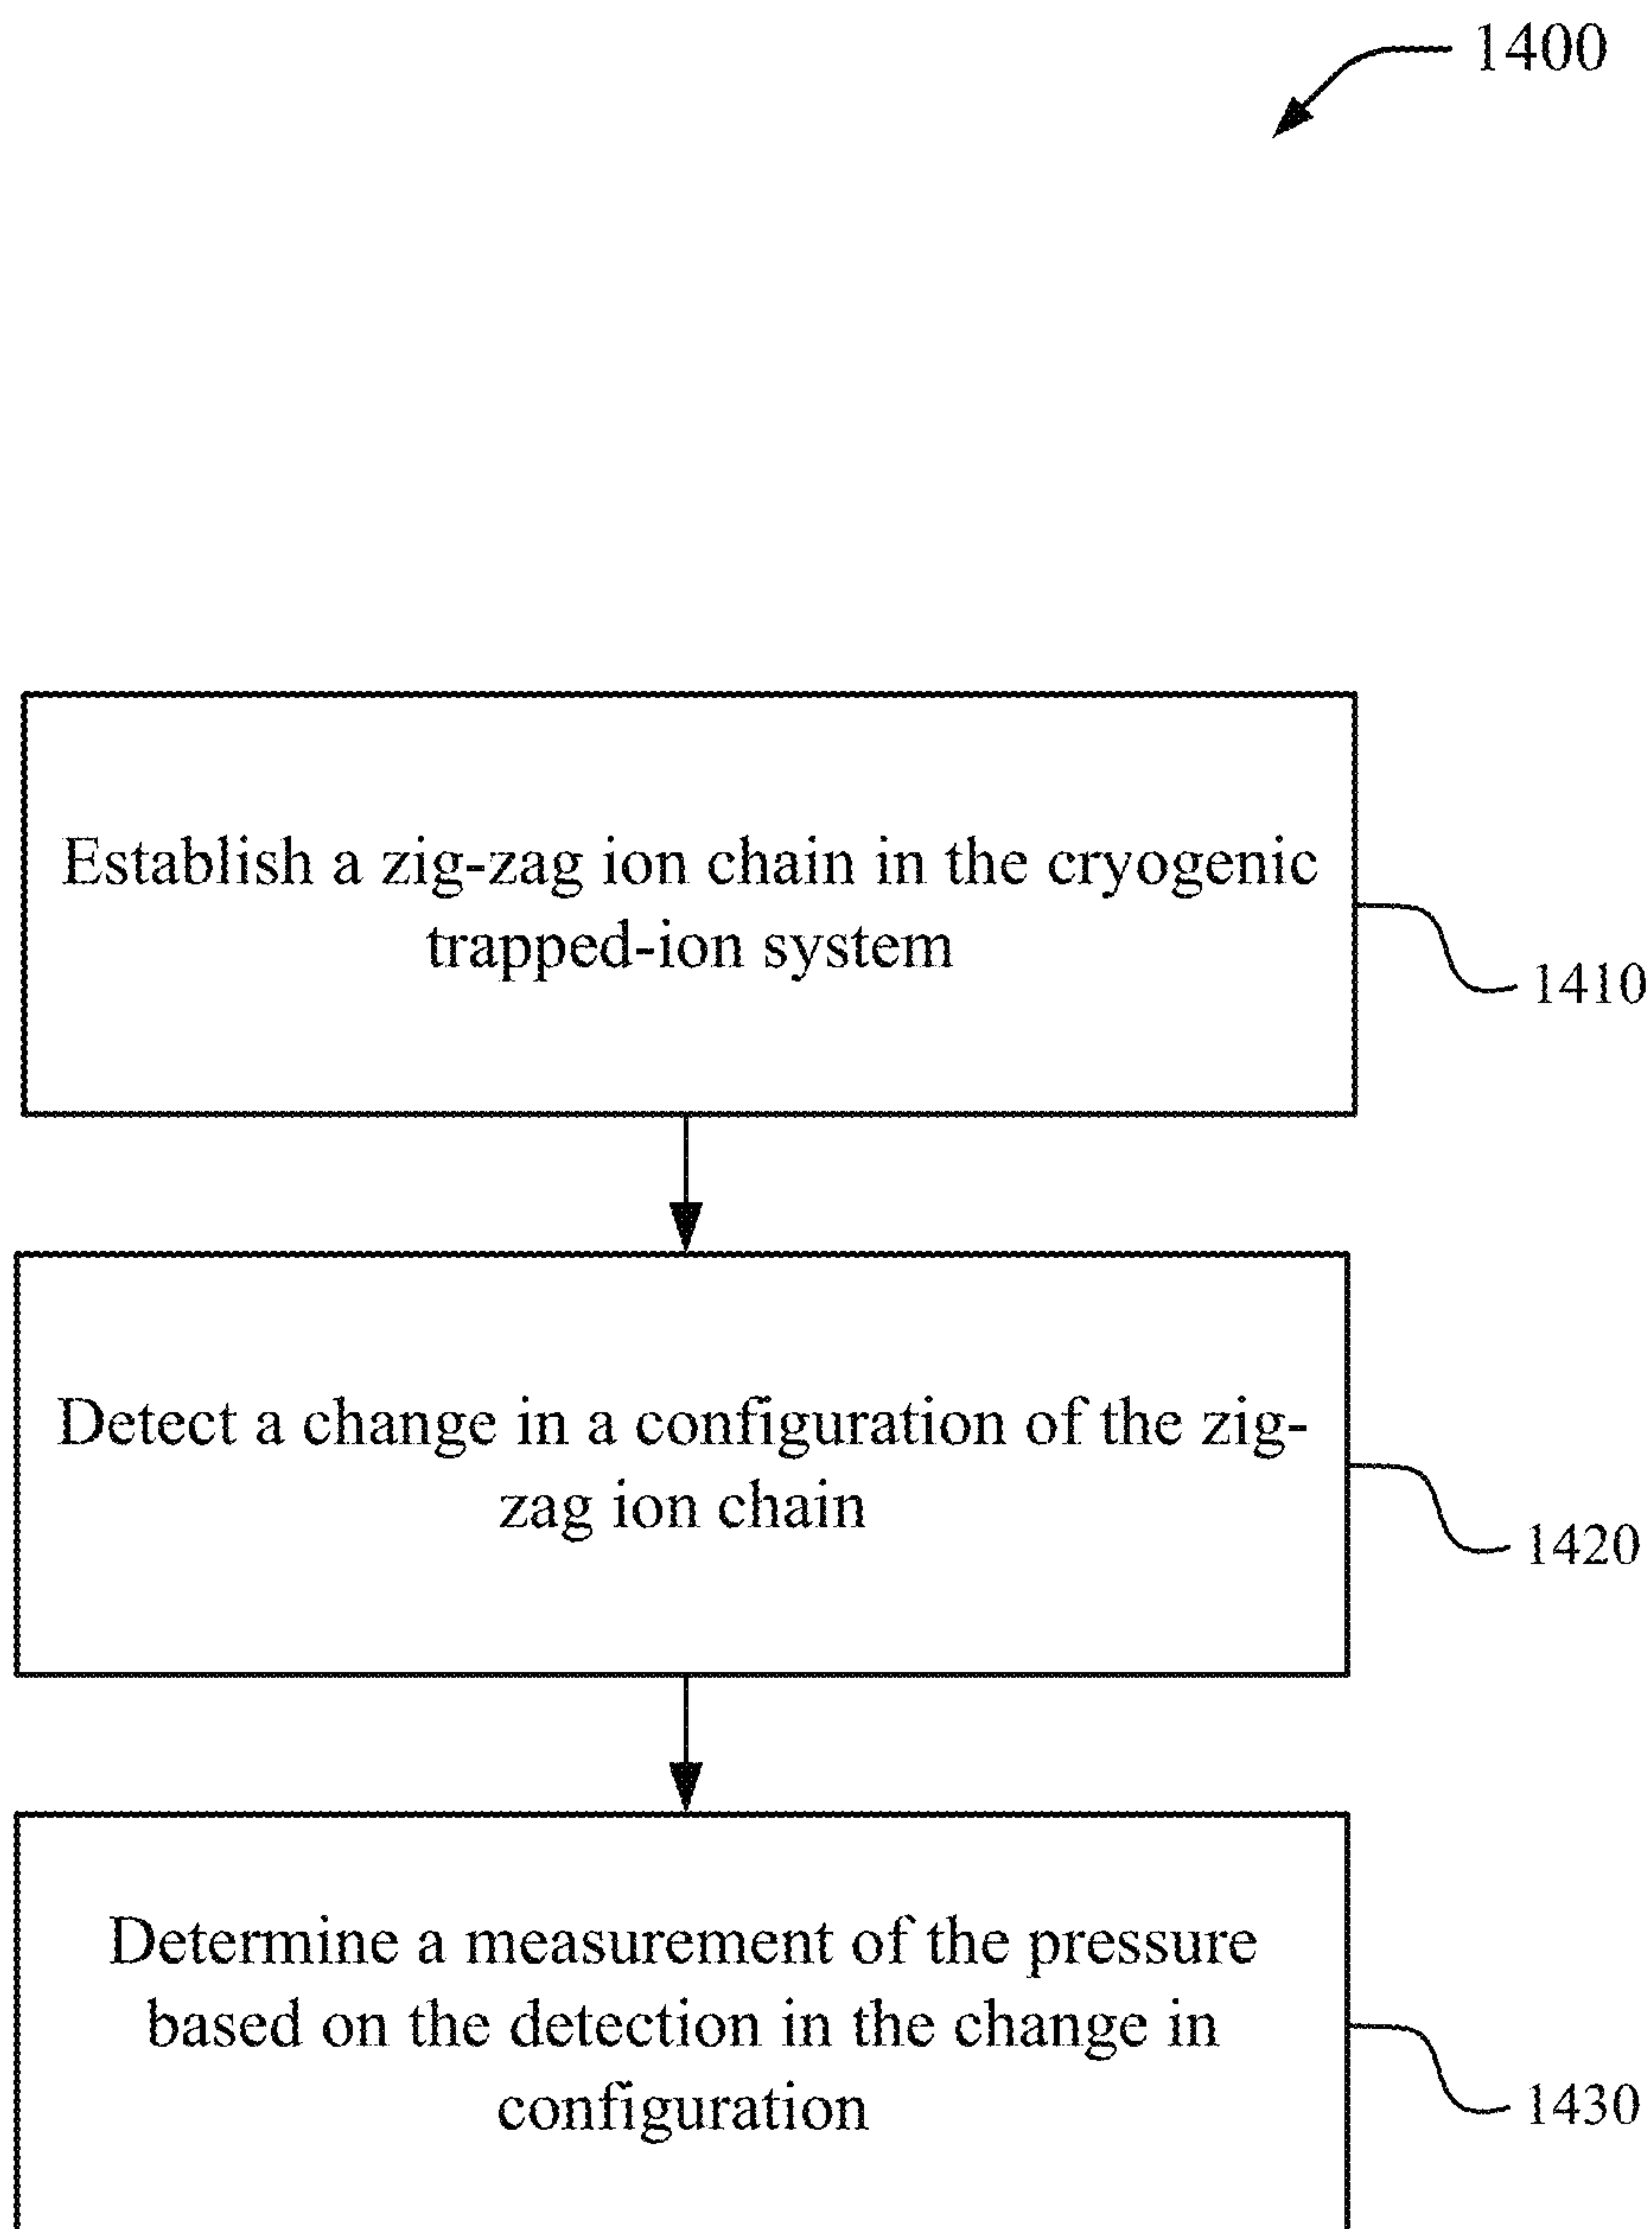 1400
Establish a zig-zag ion chain in the cryogenic
trapped-ion system
1410
Detect a change in a configuration of the zig-
zag ion chain
1420
Determine a measurement of the pressure
based on the detection in the change in
configuration
1430